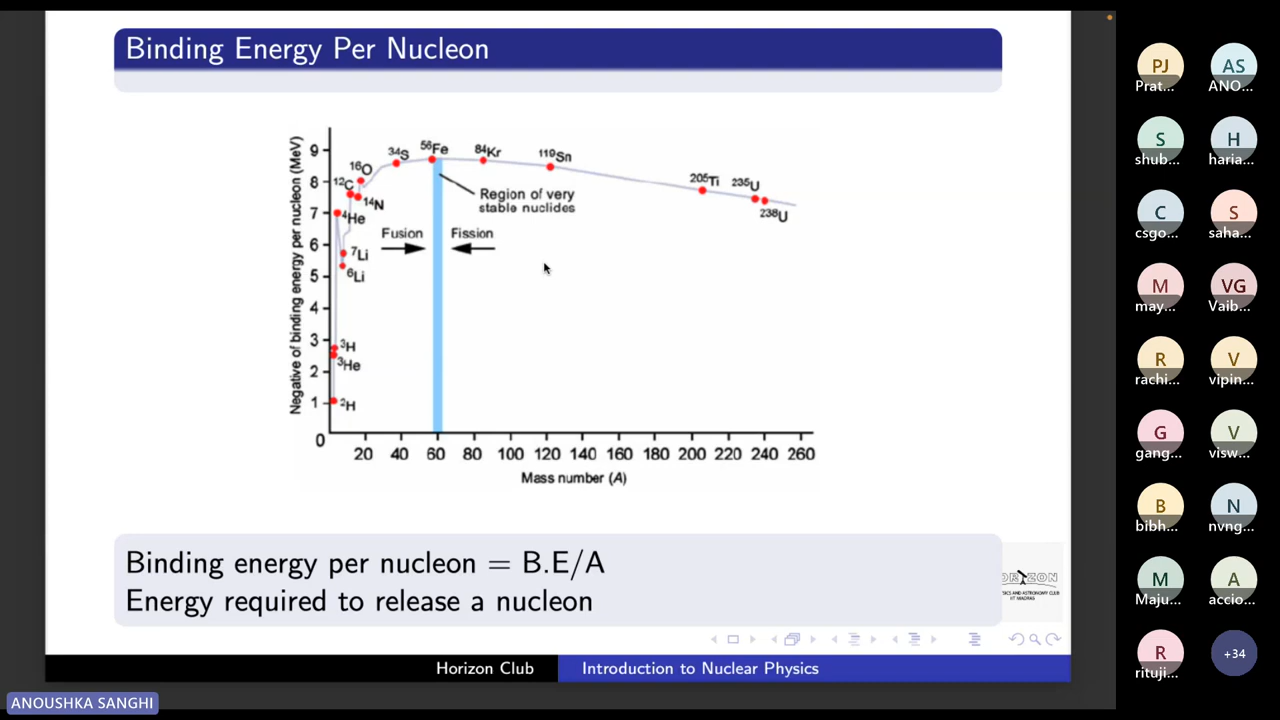 Binding Energy Per Nucleon
Negative of binding energy per nucleon (MeV)
9
8
7
6
5
4
3
2
1
0
20 40 60 80 100 120 140 160 180 200 220 240 260
Mass number (A)
²H
³He
³H
⁶Li
⁷Li
⁴He
¹²C
¹⁴N
¹⁶O
³⁴S
⁵⁶Fe
⁸⁴Kr
¹¹⁹Sn
²⁰⁵Ti
²³⁵U
²³⁸U
Region of very
stable nuclides
Fusion
Fission
Binding energy per nucleon = B.E/A
Energy required to release a nucleon
IIT MADRAS
Horizon Club
Introduction to Nuclear Physics
ANOUSHKA SANGHI
PJ AS
Prat... ANO...
S H
shub... haria...
C S
csgo... saha...
M VG
may... Vaib...
R V
rachi... vipin...
G V
gang... visw...
B N
bibh... nvng...
M A
Maju... accio...
R +34
rituji...